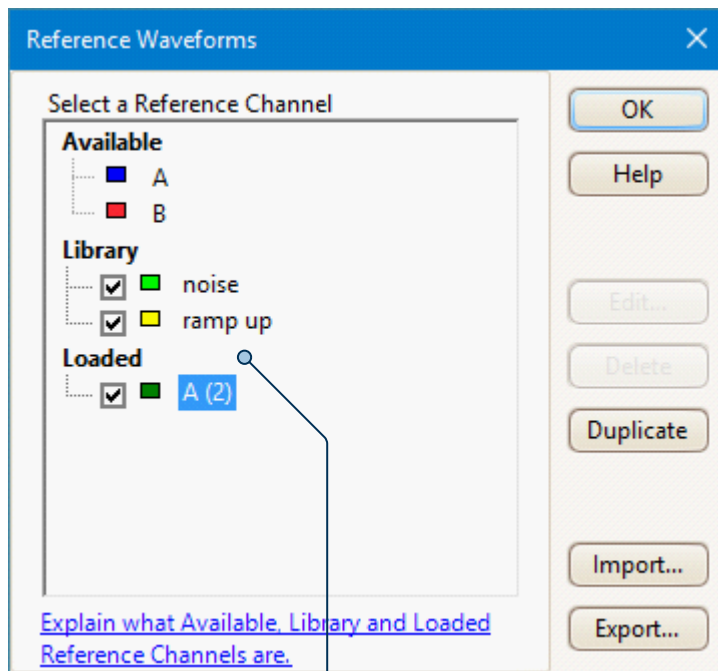 Reference Waveforms
Select a Reference Channel
OK
Available
A
Help
B
Library
noise
Edit...
ramp up
Loaded
Delete
A (2)
Duplicate
Import...
Explain what Available, Library and Loaded
Reference Channels are.
Export...